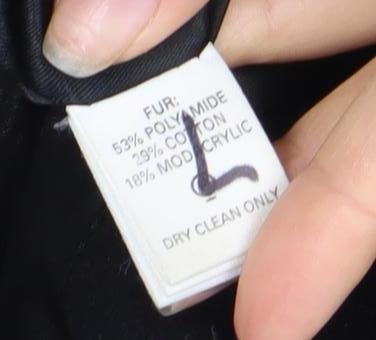 FUR:
53% POLYAMIDE
29% COTTON
18% MODACRYLIC
L
DRY CLEAN ONLY